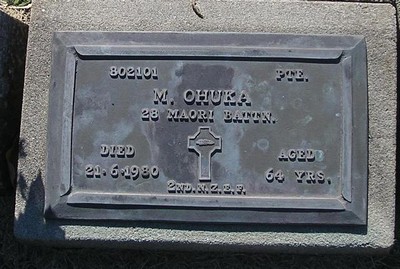 802101 PTE.
M. OHUKA
28 MAORI BATTN.
DIED AGED
21.6.1980 64 YRS.
2ND.N.Z.E.F.